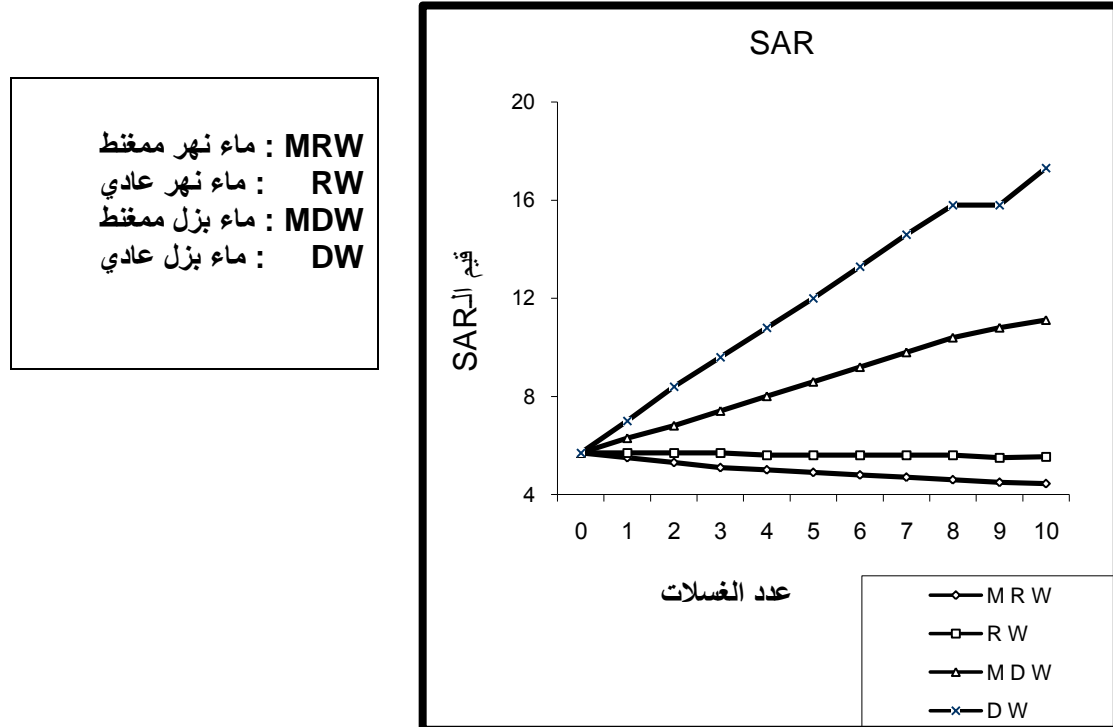 MRW : ماء نهر ممغنط
RW : ماء نهر عادي
MDW : ماء بزل ممغنط
DW : ماء بزل عادي
SAR
20
16
12
8
4
قيم الـSAR
0 1 2 3 4 5 6 7 8 9 10
عدد الغسلات
M R W
R W
M D W
D W